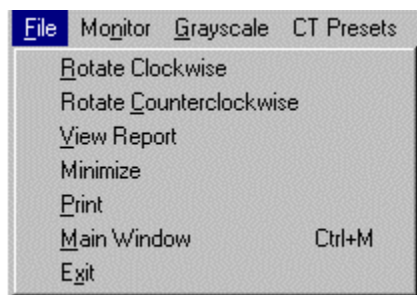 File Monitor Grayscale CT Presets
Rotate Clockwise
Rotate Counterclockwise
View Report
Minimize
Print
Main Window Ctrl+M
Exit